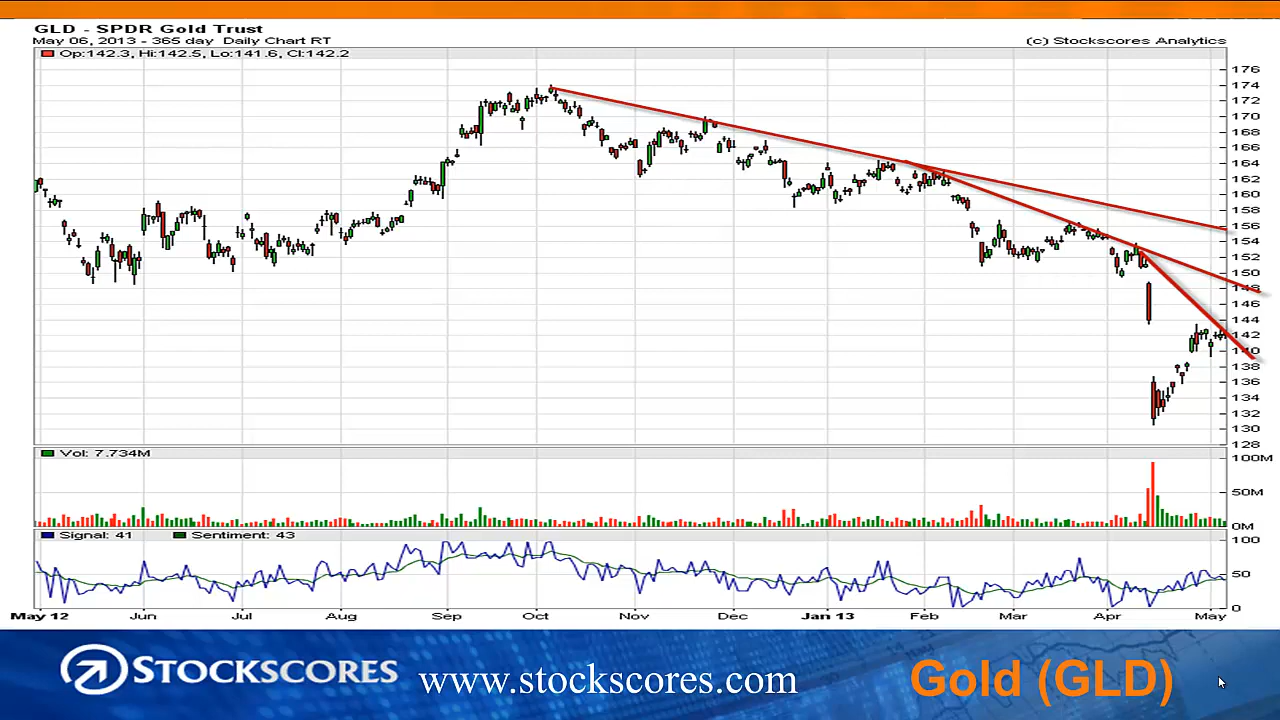 GLD - SPDR Gold Trust
May 06, 2013 - 365 day Daily Chart RT
(c) Stockscores Analytics
Op:142.3, Hi:142.5, Lo:141.6, Cl:142.2
176
174
172
170
168
166
164
162
160
158
156
154
152
150
148
146
144
142
140
138
136
134
132
130
128
Vol: 7.734M
100M
50M
0M
Signal: 41 Sentiment: 43
100
50
0
May 12 Jun Jul Aug Sep Oct Nov Dec Jan 13 Feb Mar Apr May
STOCKSCORES
www.stockscores.com
Gold (GLD)